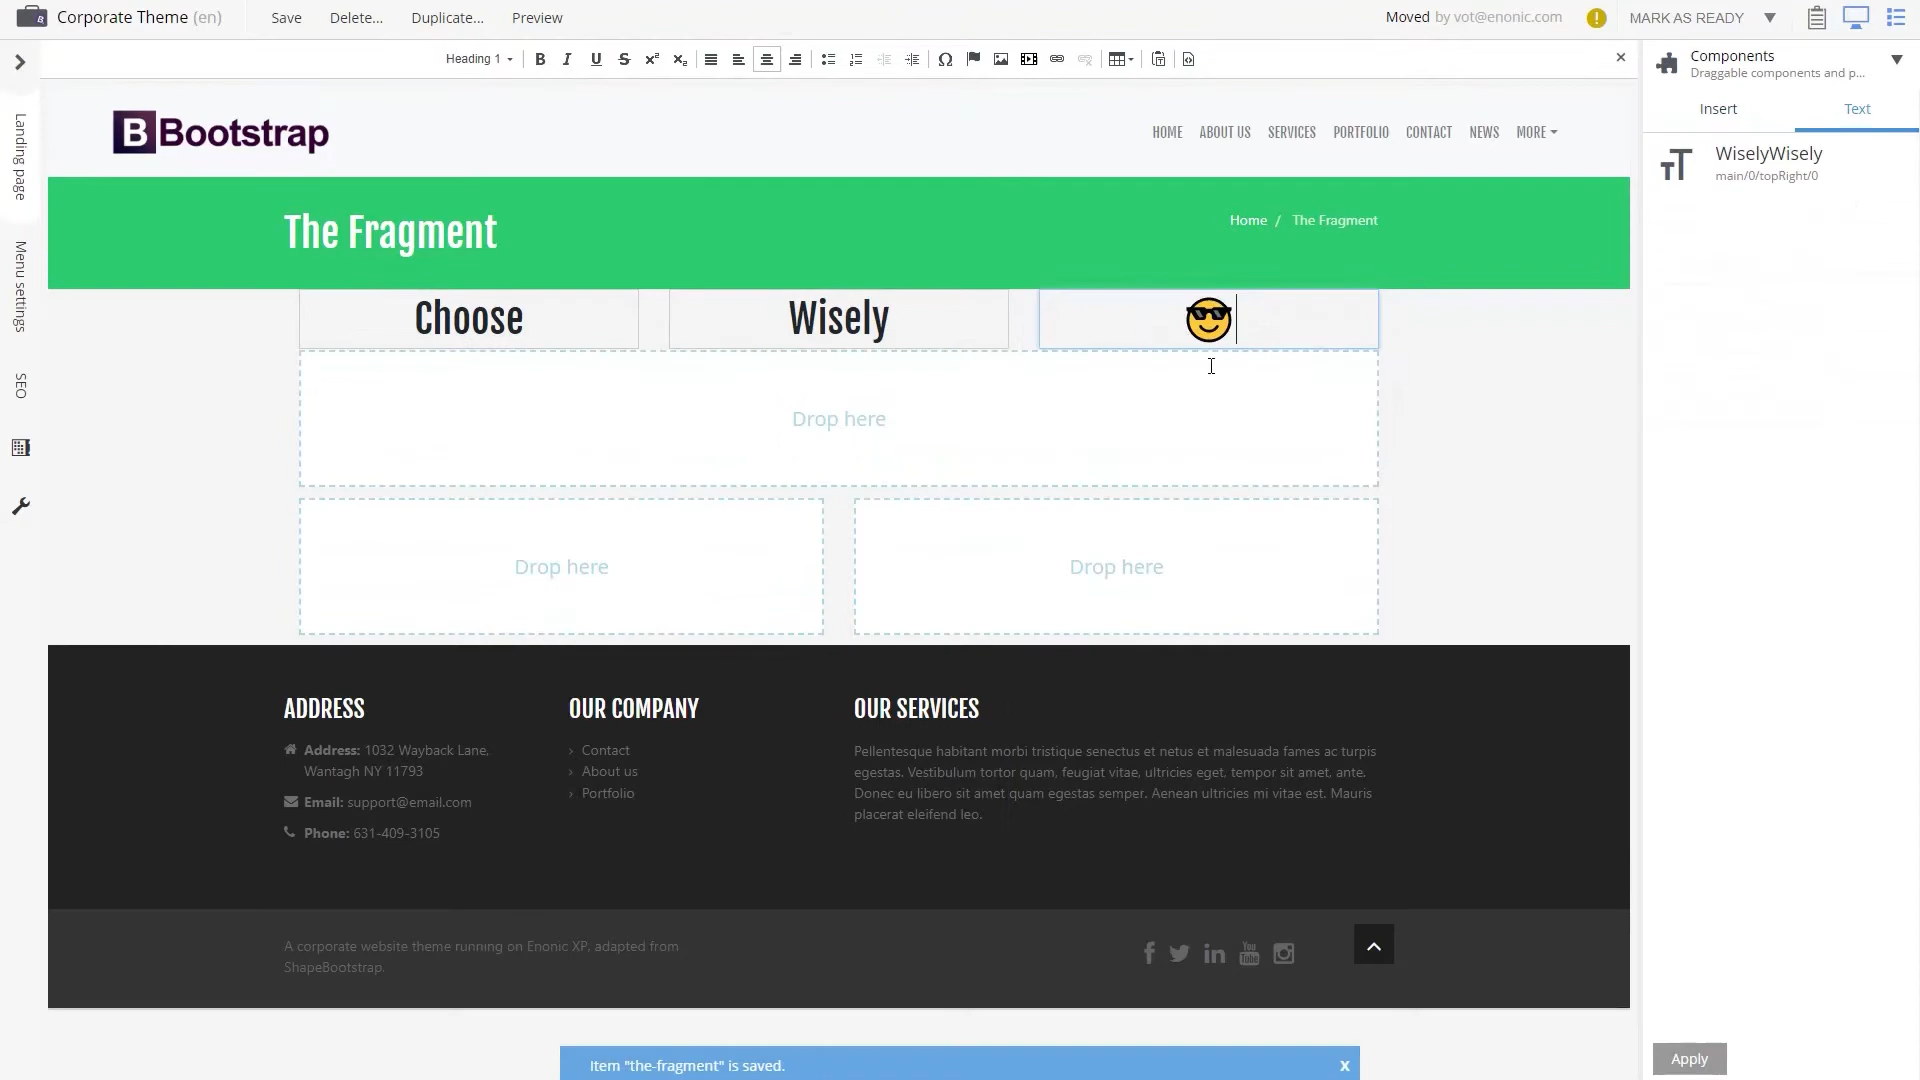 Corporate Theme (en) Save Delete... Duplicate... Preview Moved by vot@enonic.com MARK AS READY
Heading 1
Components
Draggable components and p...
Insert Text
WiselyWisely
main/0/topRight/0
Landing page
Menu settings
SEO
B Bootstrap
HOME ABOUT US SERVICES PORTFOLIO CONTACT NEWS MORE
The Fragment
Home / The Fragment
Choose Wisely 😎
Drop here
Drop here Drop here
ADDRESS
Address: 1032 Wayback Lane,
Wantagh NY 11793
Email: support@email.com
Phone: 631-409-3105
OUR COMPANY
Contact
About us
Portfolio
OUR SERVICES
Pellentesque habitant morbi tristique senectus et netus et malesuada fames ac turpis
egestas. Vestibulum tortor quam, feugiat vitae, ultricies eget, tempor sit amet, ante.
Donec eu libero sit amet quam egestas semper. Aenean ultricies mi vitae est. Mauris
placerat eleifend leo.
A corporate website theme running on Enonic XP, adapted from
ShapeBootstrap.
Item "the-fragment" is saved. x
Apply